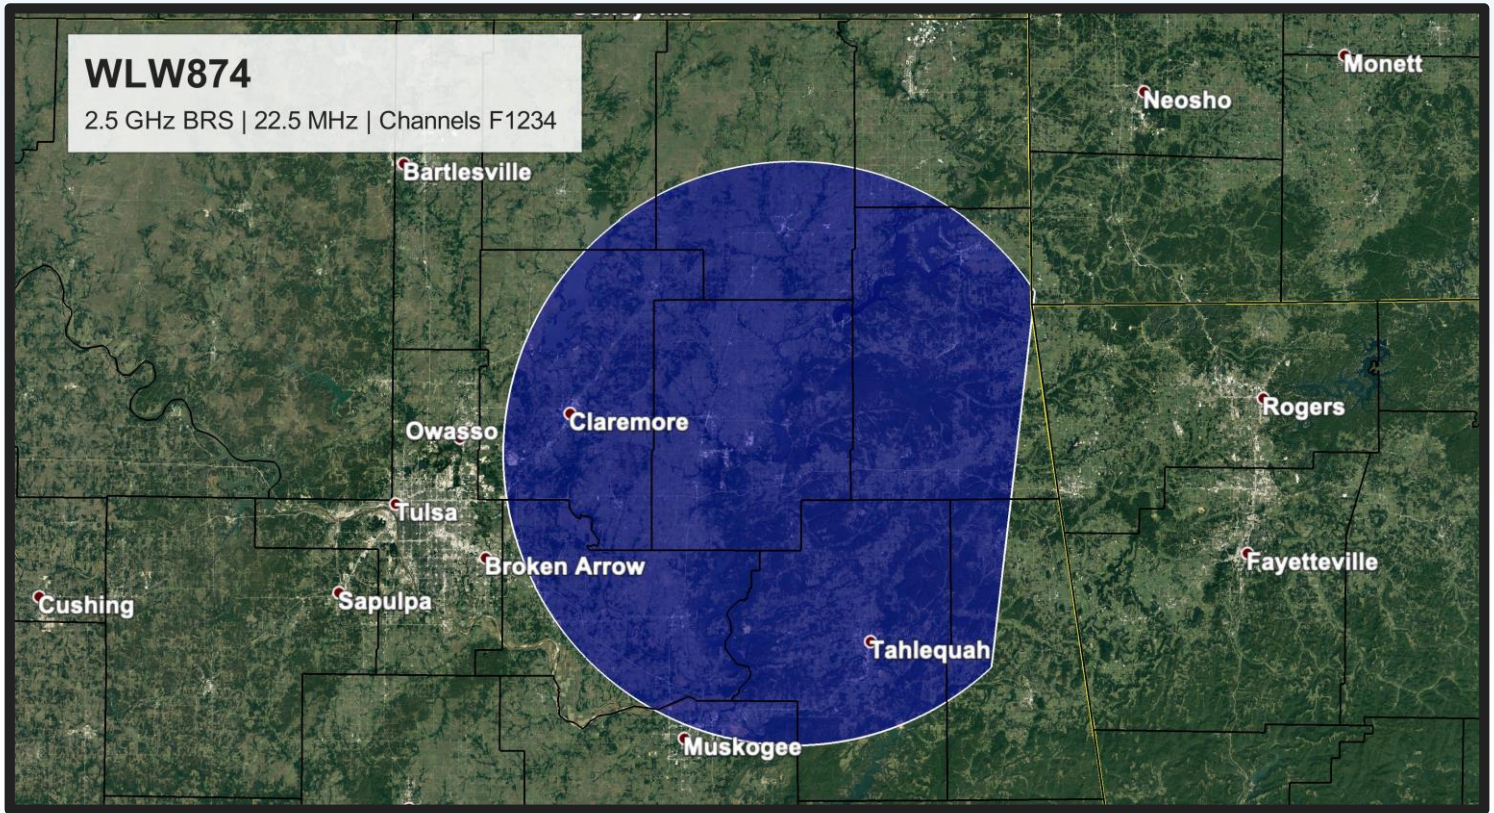 WLW874
2.5 GHz BRS | 22.5 MHz | Channels F1234
Monett
Neosho
Bartlesville
Rogers
Claremore
Owasso
Tulsa
Broken Arrow
Fayetteville
Sapulpa
Cushing
Tahlequah
Muskogee